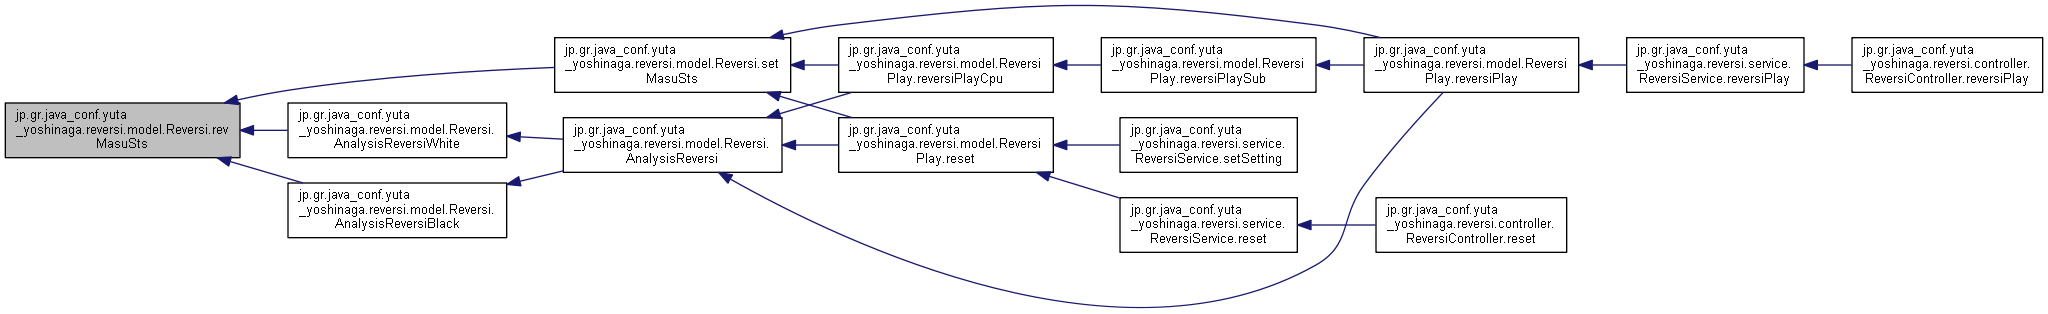 jp.gr.java_conf.yuta
_yoshinaga.reversi.model.Reversi.rev
MasuSts
jp.gr.java_conf.yuta
_yoshinaga.reversi.model.Reversi.set
MasuSts
jp.gr.java_conf.yuta
_yoshinaga.reversi.model.Reversi.
AnalysisReversiWhite
jp.gr.java_conf.yuta
_yoshinaga.reversi.model.Reversi.
AnalysisReversiBlack
jp.gr.java_conf.yuta
_yoshinaga.reversi.model.Reversi.
AnalysisReversi
jp.gr.java_conf.yuta
_yoshinaga.reversi.model.Reversi
Play.reversiPlayCpu
jp.gr.java_conf.yuta
_yoshinaga.reversi.model.Reversi
Play.reset
jp.gr.java_conf.yuta
_yoshinaga.reversi.model.Reversi
Play.reversiPlaySub
jp.gr.java_conf.yuta
_yoshinaga.reversi.service.
ReversiService.setSetting
jp.gr.java_conf.yuta
_yoshinaga.reversi.service.
ReversiService.reset
jp.gr.java_conf.yuta
_yoshinaga.reversi.model.Reversi
Play.reversiPlay
jp.gr.java_conf.yuta
_yoshinaga.reversi.controller.
ReversiController.reset
jp.gr.java_conf.yuta
_yoshinaga.reversi.service.
ReversiService.reversiPlay
jp.gr.java_conf.yuta
_yoshinaga.reversi.controller.
ReversiController.reversiPlay